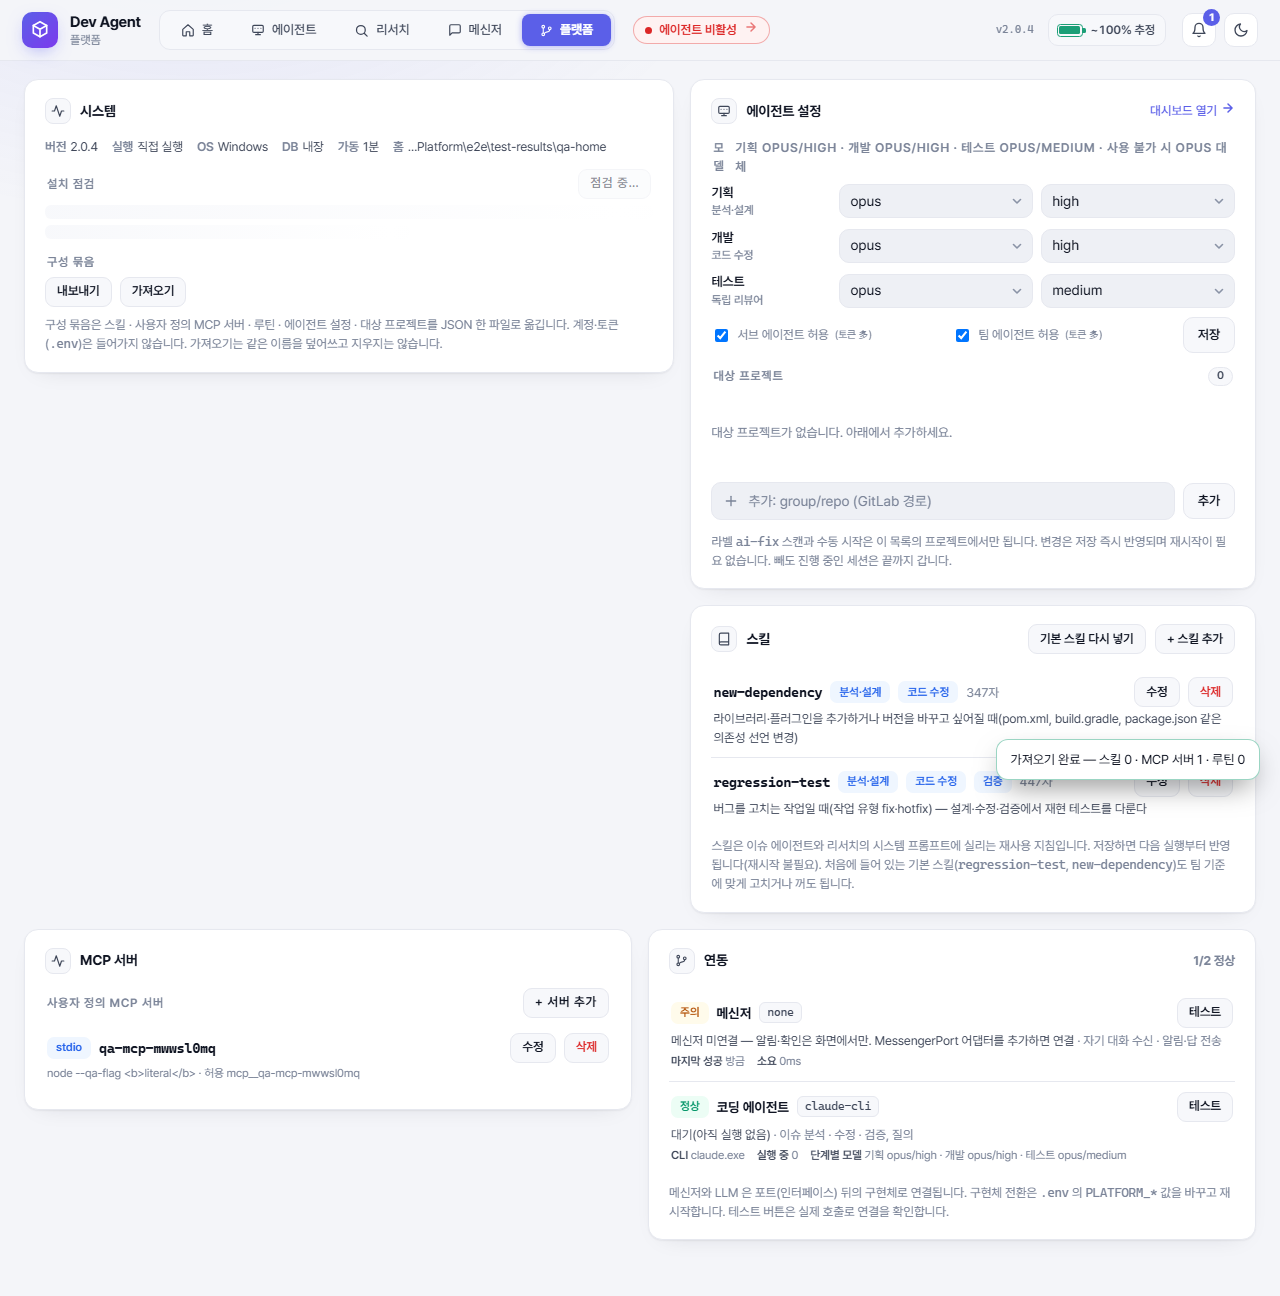 Dev Agent
플랫폼
홈
에이전트
리서치
메신저
플랫폼
에이전트 비활성
v2.0.4
~100% 추정
1
시스템
버전 2.0.4 실행 직접 실행 OS Windows DB 내장 가동 1분 홈 ...Platform\e2e\test-results\qa-home
설치 점검
점검 중...
구성 묶음
내보내기
가져오기
구성 묶음은 스킬 · 사용자 정의 MCP 서버 · 루틴 · 에이전트 설정 · 대상 프로젝트를 JSON 한 파일로 옮깁니다. 계정·토큰
(.env)은 들어가지 않습니다. 가져오기는 같은 이름을 덮어쓰고 지우지는 않습니다.
에이전트 설정
대시보드 열기
모 기획 OPUS/HIGH · 개발 OPUS/HIGH · 테스트 OPUS/MEDIUM · 사용 불가 시 OPUS 대
델 체
기획
분석·설계
opus
high
개발
코드 수정
opus
high
테스트
독립 리뷰어
opus
medium
서브 에이전트 허용 (토큰 多)
팀 에이전트 허용 (토큰 多)
저장
대상 프로젝트
0
대상 프로젝트가 없습니다. 아래에서 추가하세요.
추가: group/repo (GitLab 경로)
추가
라벨 ai-fix 스캔과 수동 시작은 이 목록의 프로젝트에서만 됩니다. 변경은 저장 즉시 반영되며 재시작이 필
요 없습니다. 빼도 진행 중인 세션은 끝까지 갑니다.
스킬
기본 스킬 다시 넣기
+ 스킬 추가
new-dependency 분석·설계 코드 수정 347자
수정
삭제
라이브러리·플러그인을 추가하거나 버전을 바꾸고 싶어질 때(pom.xml, build.gradle, package.json 같은
의존성 선언 변경)
가져오기 완료 — 스킬 0 · MCP 서버 1 · 루틴 0
regression-test 분석·설계 코드 수정 검증 447자
수정
삭제
버그를 고치는 작업일 때(작업 유형 fix·hotfix) — 설계·수정·검증에서 재현 테스트를 다룬다
스킬은 이슈 에이전트와 리서치의 시스템 프롬프트에 실리는 재사용 지침입니다. 저장하면 다음 실행부터 반영
됩니다(재시작 불필요). 처음에 들어 있는 기본 스킬(regression-test, new-dependency)도 팀 기준
에 맞게 고치거나 꺼도 됩니다.
MCP 서버
사용자 정의 MCP 서버
+ 서버 추가
stdio qa-mcp-mwwsl0mq
수정
삭제
node --qa-flag <b>literal</b> · 허용 mcp__qa-mcp-mwwsl0mq
연동
1/2 정상
주의 메신저 none
테스트
메신저 미연결 — 알림·확인은 화면에서만. MessengerPort 어댑터를 추가하면 연결 · 자기 대화 수신 · 알림·답 전송
마지막 성공 방금 소요 0ms
정상 코딩 에이전트 claude-cli
테스트
대기(아직 실행 없음) · 이슈 분석 · 수정 · 검증, 질의
CLI claude.exe 실행 중 0 단계별 모델 기획 opus/high · 개발 opus/high · 테스트 opus/medium
메신저와 LLM 은 포트(인터페이스) 뒤의 구현체로 연결됩니다. 구현체 전환은 .env 의 PLATFORM_* 값을 바꾸고 재
시작합니다. 테스트 버튼은 실제 호출로 연결을 확인합니다.